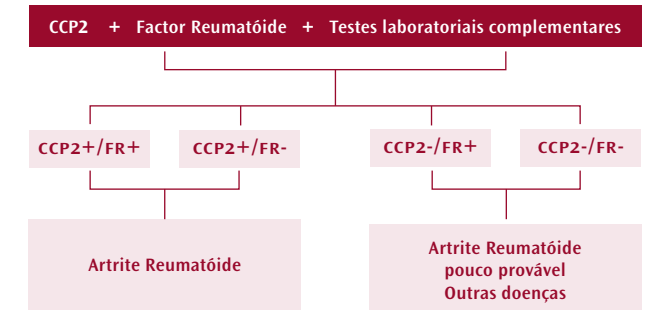 CCP2 + Factor Reumatóide + Testes laboratoriais complementares
CCP2+/FR+ CCP2+/FR- CCP2-/FR+ CCP2-/FR-
Artrite Reumatóide
Artrite Reumatóide
pouco provável
Outras doenças